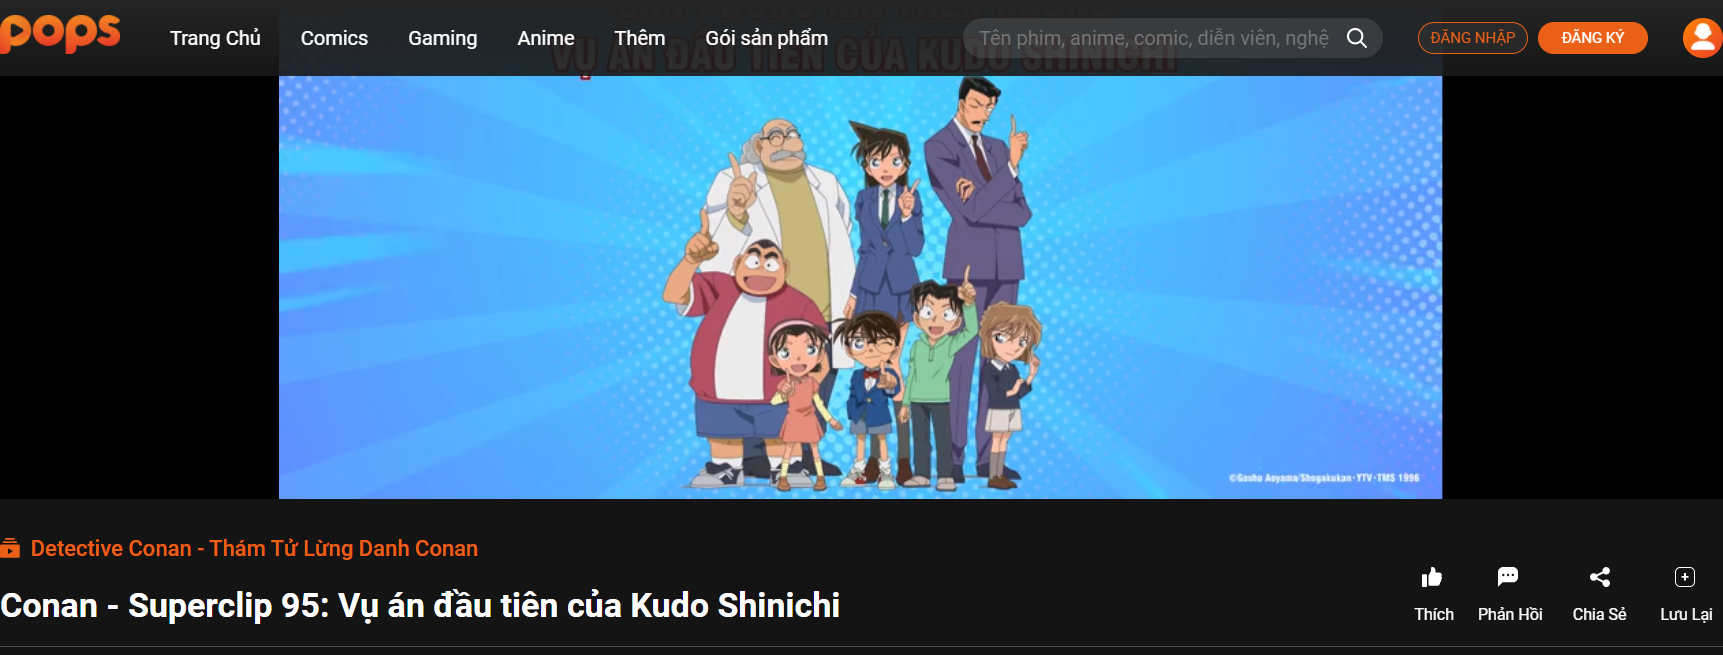 pops
Trang Chủ Comics Gaming Anime Thêm Gói sản phẩm Tên phim, anime, comic, diễn viên, nghệ ĐĂNG NHẬP ĐĂNG KÝ
VỤ ÁN ĐẦU TIÊN CỦA KUDO SHINICHI
©Gosho Aoyama/Shogakukan・YTV・TMS 1996
Detective Conan - Thám Tử Lừng Danh Conan
Conan - Superclip 95: Vụ án đầu tiên của Kudo Shinichi
Thích Phản Hồi Chia Sẻ Lưu Lại